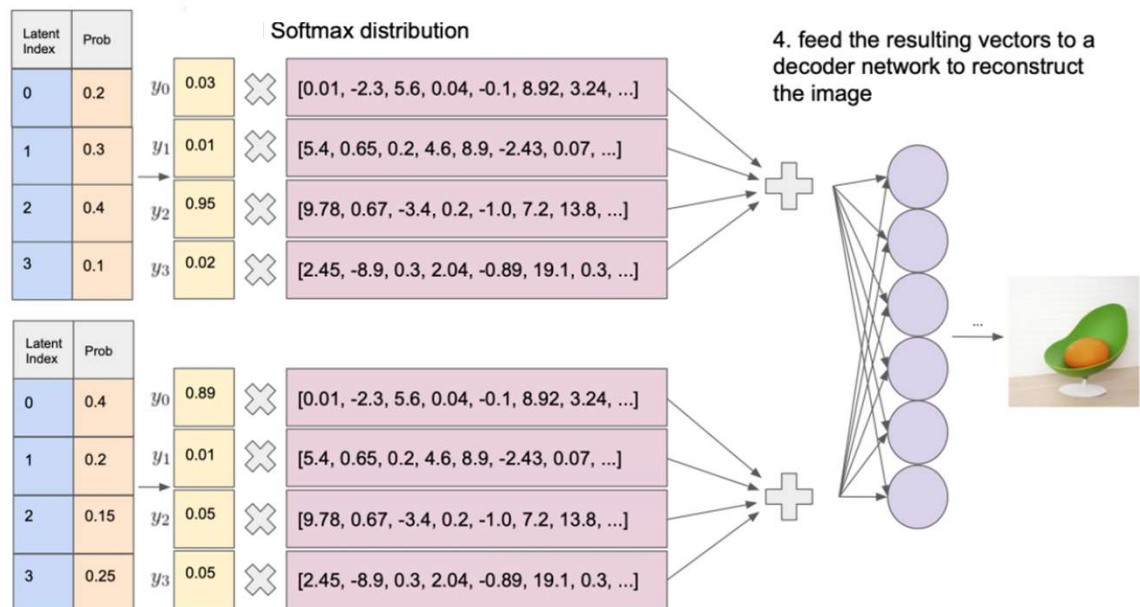 Softmax distribution
4. feed the resulting vectors to a
decoder network to reconstruct
the image
Latent
Index
Prob
0 0.2
1 0.3
2 0.4
3 0.1
y0 0.03 [0.01, -2.3, 5.6, 0.04, -0.1, 8.92, 3.24, ...]
y1 0.01 [5.4, 0.65, 0.2, 4.6, 8.9, -2.43, 0.07, ...]
y2 0.95 [9.78, 0.67, -3.4, 0.2, -1.0, 7.2, 13.8, ...]
y3 0.02 [2.45, -8.9, 0.3, 2.04, -0.89, 19.1, 0.3, ...]
...
Latent
Index
Prob
0 0.4
1 0.2
2 0.15
3 0.25
y0 0.89 [0.01, -2.3, 5.6, 0.04, -0.1, 8.92, 3.24, ...]
y1 0.01 [5.4, 0.65, 0.2, 4.6, 8.9, -2.43, 0.07, ...]
y2 0.05 [9.78, 0.67, -3.4, 0.2, -1.0, 7.2, 13.8, ...]
y3 0.05 [2.45, -8.9, 0.3, 2.04, -0.89, 19.1, 0.3, ...]